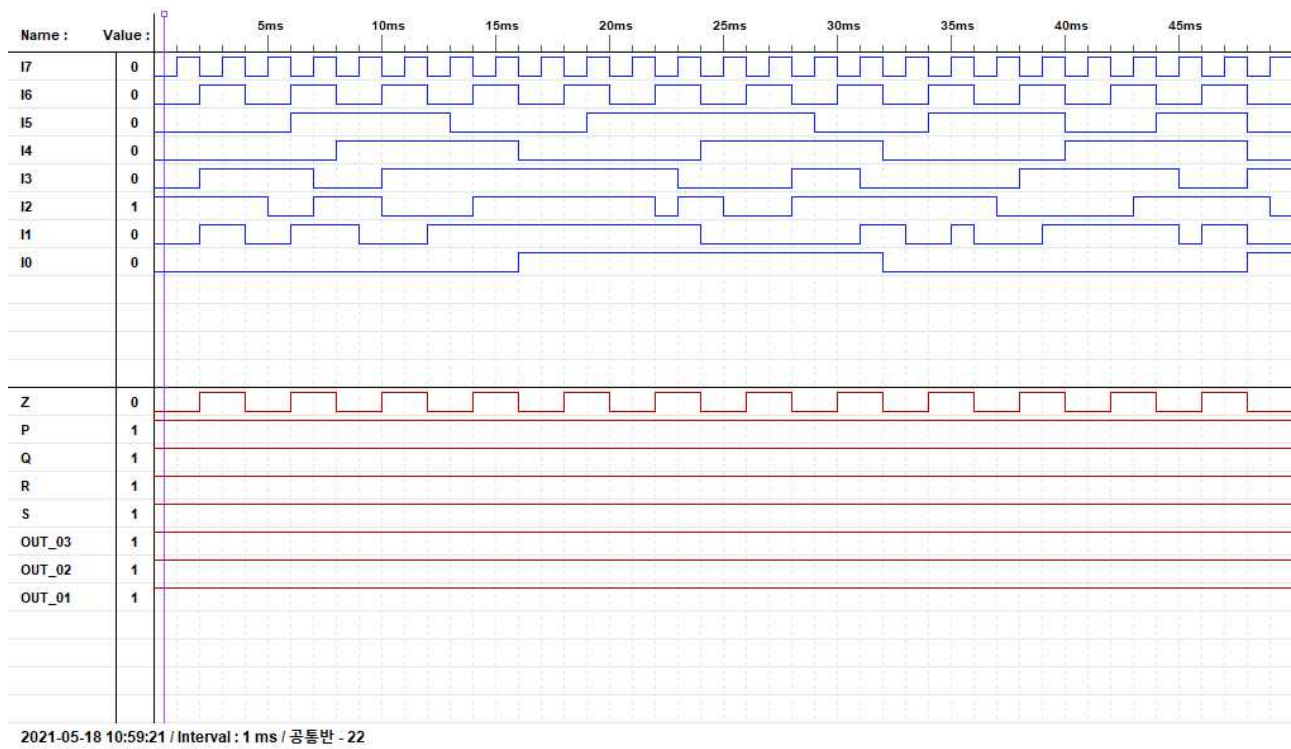 Name : Value : 5ms 10ms 15ms 20ms 25ms 30ms 35ms 40ms 45ms
I7 0
I6 0
I5 0
I4 0
I3 0
I2 1
I1 0
I0 0
Z 0
P 1
Q 1
R 1
S 1
OUT_03 1
OUT_02 1
OUT_01 1
2021-05-18 10:59:21 / Interval : 1 ms / 공통반 - 22